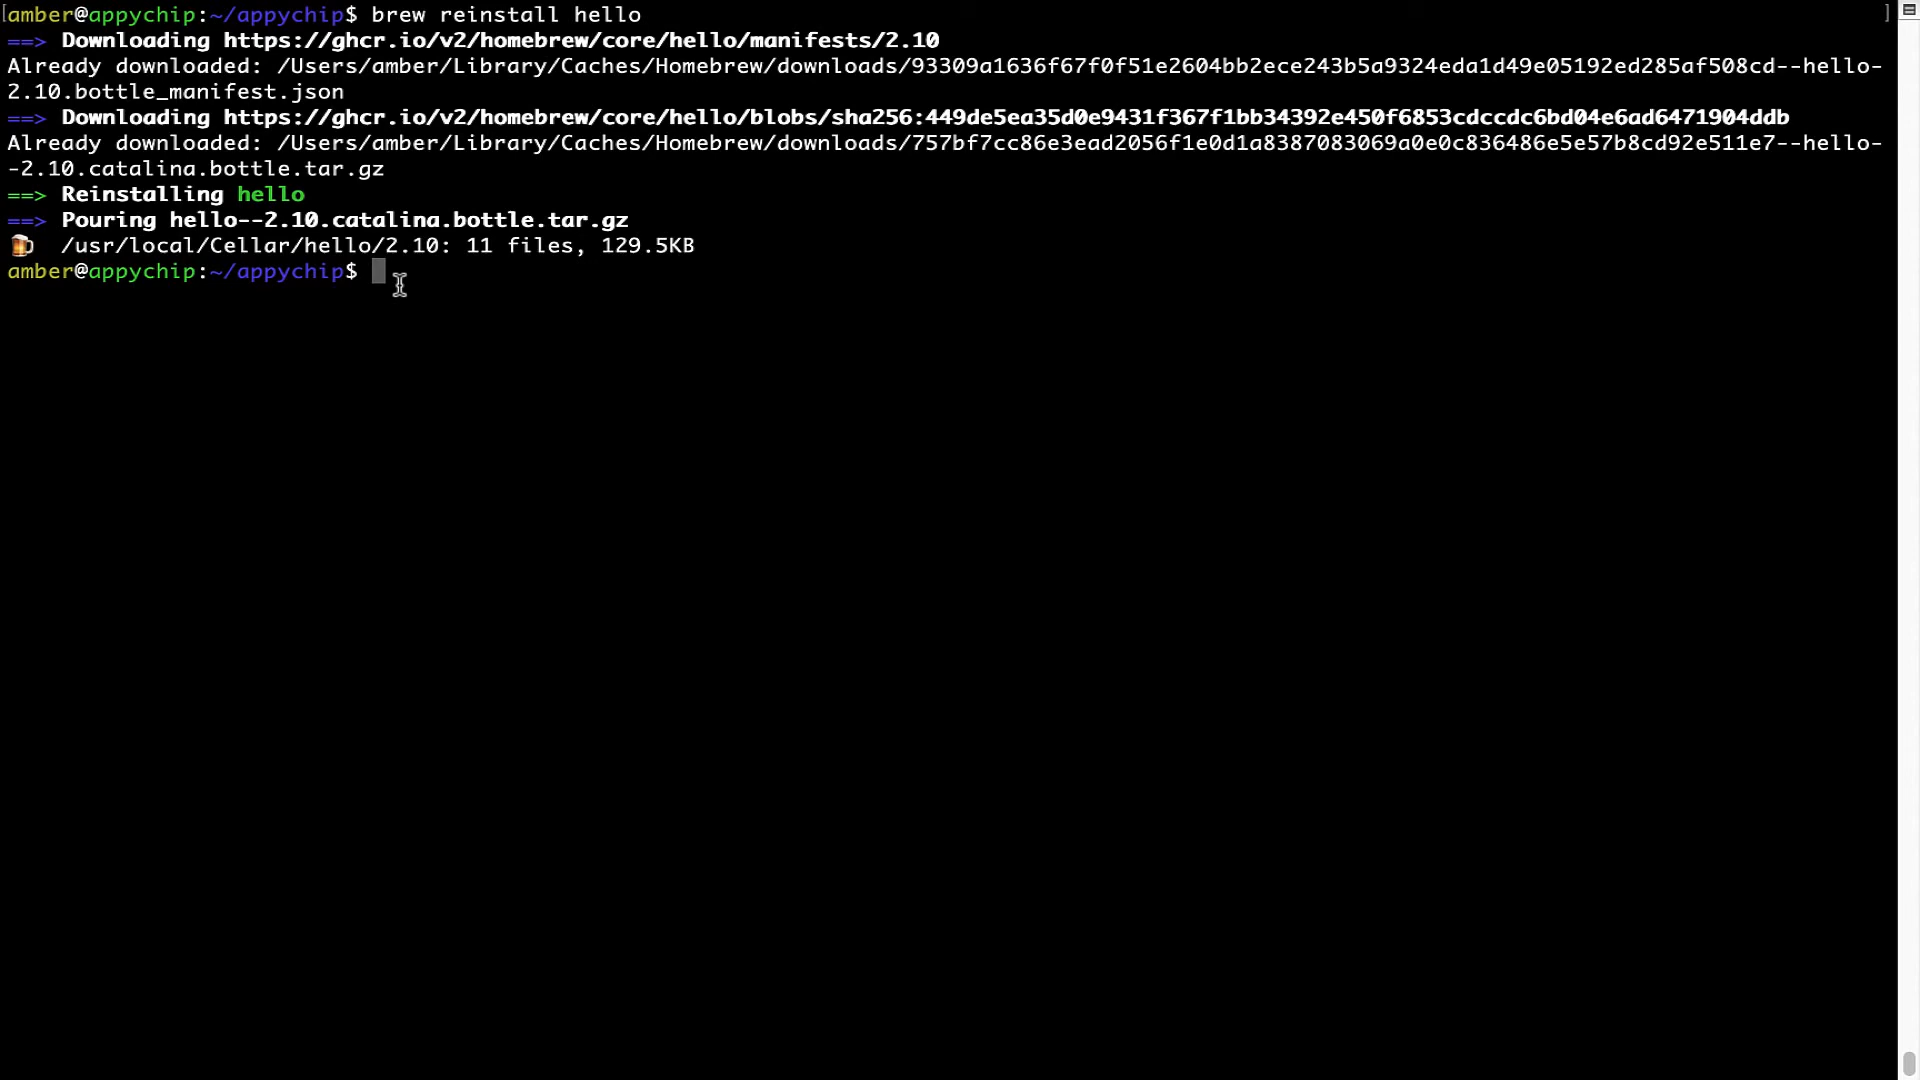 amber@appychip:~/appychip$ brew reinstall hello
==> Downloading https://ghcr.io/v2/homebrew/core/hello/manifests/2.10
Already downloaded: /Users/amber/Library/Caches/Homebrew/downloads/93309a1636f67f0f51e2604bb2ece243b5a9324eda1d49e05192ed285af508cd--hello-
2.10.bottle_manifest.json
==> Downloading https://ghcr.io/v2/homebrew/core/hello/blobs/sha256:449de5ea35d0e9431f367f1bb34392e450f6853cdccdc6bd04e6ad6471904ddb
Already downloaded: /Users/amber/Library/Caches/Homebrew/downloads/757bf7cc86e3ead2056f1e0d1a8387083069a0e0c836486e5e57b8cd92e511e7--hello-
-2.10.catalina.bottle.tar.gz
==> Reinstalling hello
==> Pouring hello--2.10.catalina.bottle.tar.gz
🍺 /usr/local/Cellar/hello/2.10: 11 files, 129.5KB
amber@appychip:~/appychip$